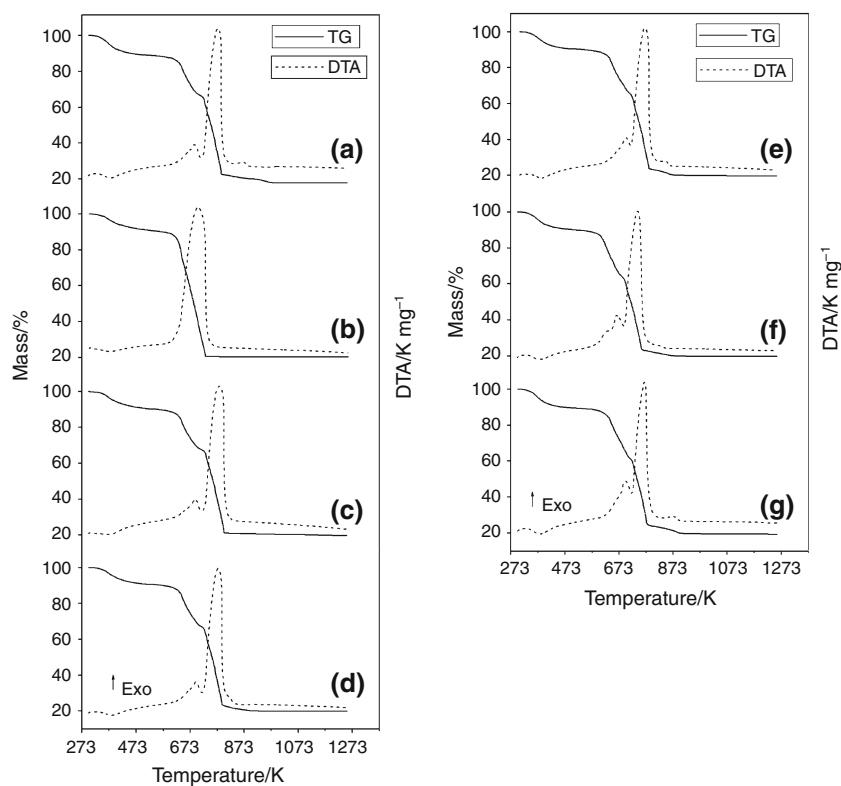 TG
DTA
100
80
60
40
20
(a)
100
80
60
40
20
(b)
100
80
60
40
20
(c)
100
80
60
40
20
(d)
↑ Exo
Mass/%
DTA/K mg⁻¹
273 473 673 873 1073 1273
Temperature/K
TG
DTA
100
80
60
40
20
(e)
100
80
60
40
20
(f)
100
80
60
40
20
(g)
↑ Exo
Mass/%
DTA/K mg⁻¹
273 473 673 873 1073 1273
Temperature/K